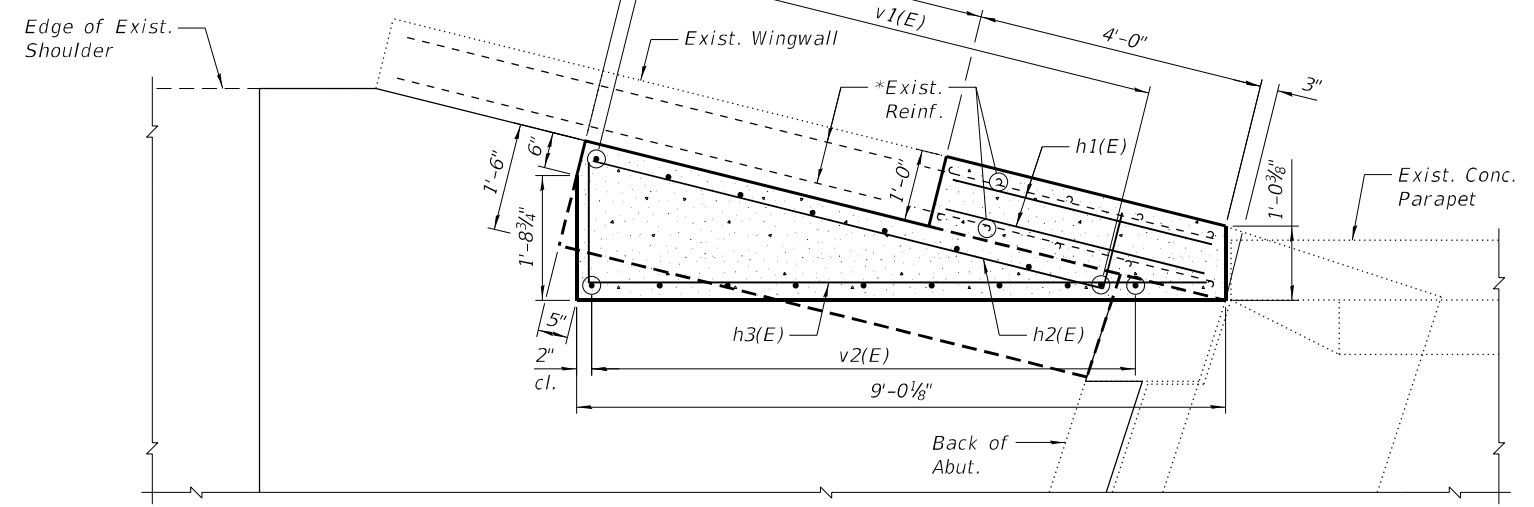 Edge of Exist.
Shoulder
Exist. Wingwall
v1(E)
4'-0"
3"
*Exist.
Reinf.
h1(E)
Exist. Conc.
Parapet
6"
1'-6"
1'-8¾"
1'-0"
1'-0⅜"
5"
2"
cl.
h3(E)
h2(E)
v2(E)
9'-0⅛"
Back of
Abut.